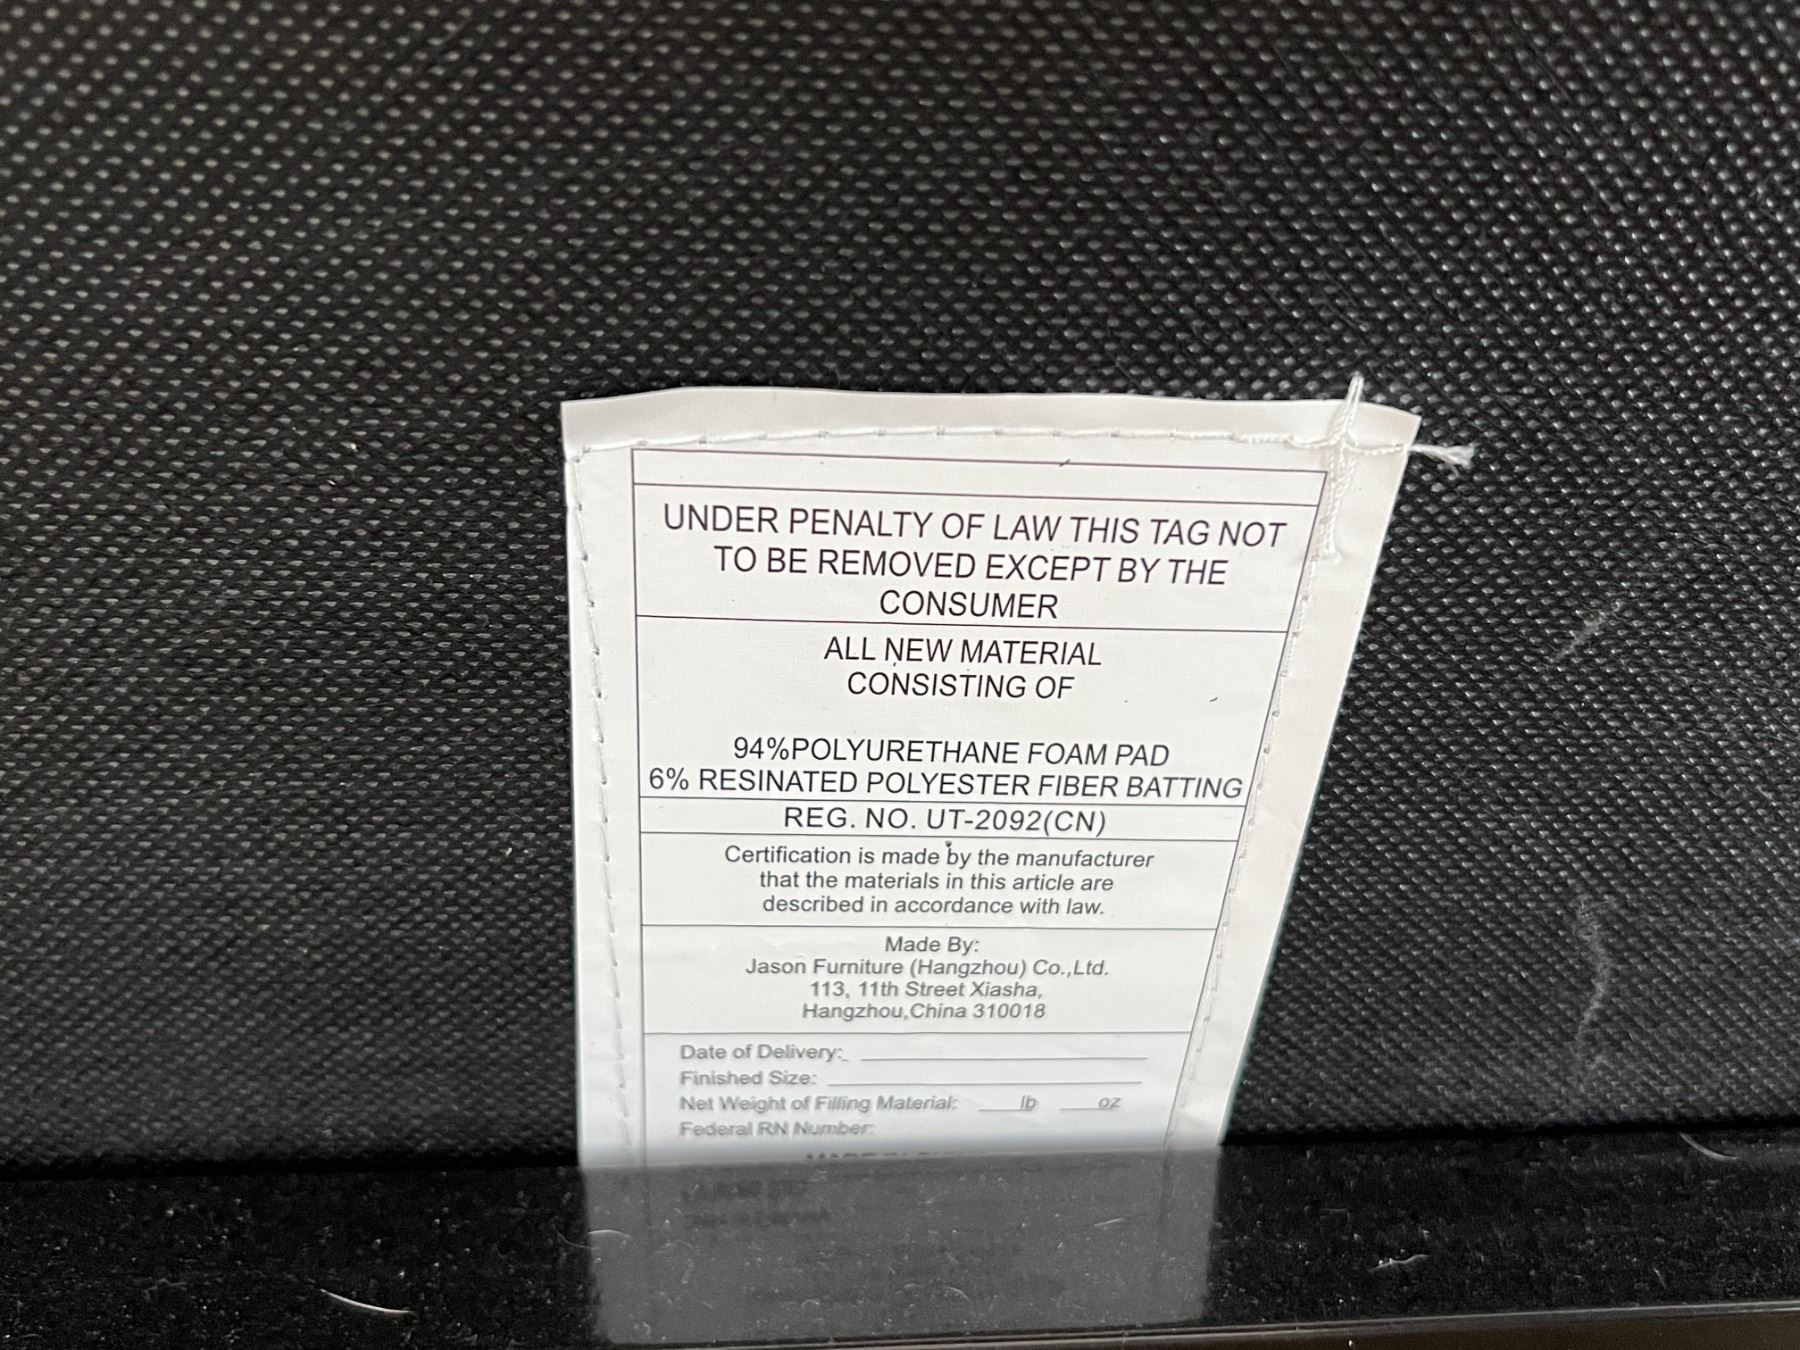 UNDER PENALTY OF LAW THIS TAG NOT
TO BE REMOVED EXCEPT BY THE
CONSUMER
ALL NEW MATERIAL
CONSISTING OF
94%POLYURETHANE FOAM PAD
6% RESINATED POLYESTER FIBER BATTING
REG. NO. UT-2092(CN)
Certification is made by the manufacturer
that the materials in this article are
described in accordance with law.
Made By:
Jason Furniture (Hangzhou) Co.,Ltd.
113, 11th Street Xiasha,
Hangzhou,China 310018
Date of Delivery:
Finished Size:
Net Weight of Filling Material: lb oz
Federal RN Number: